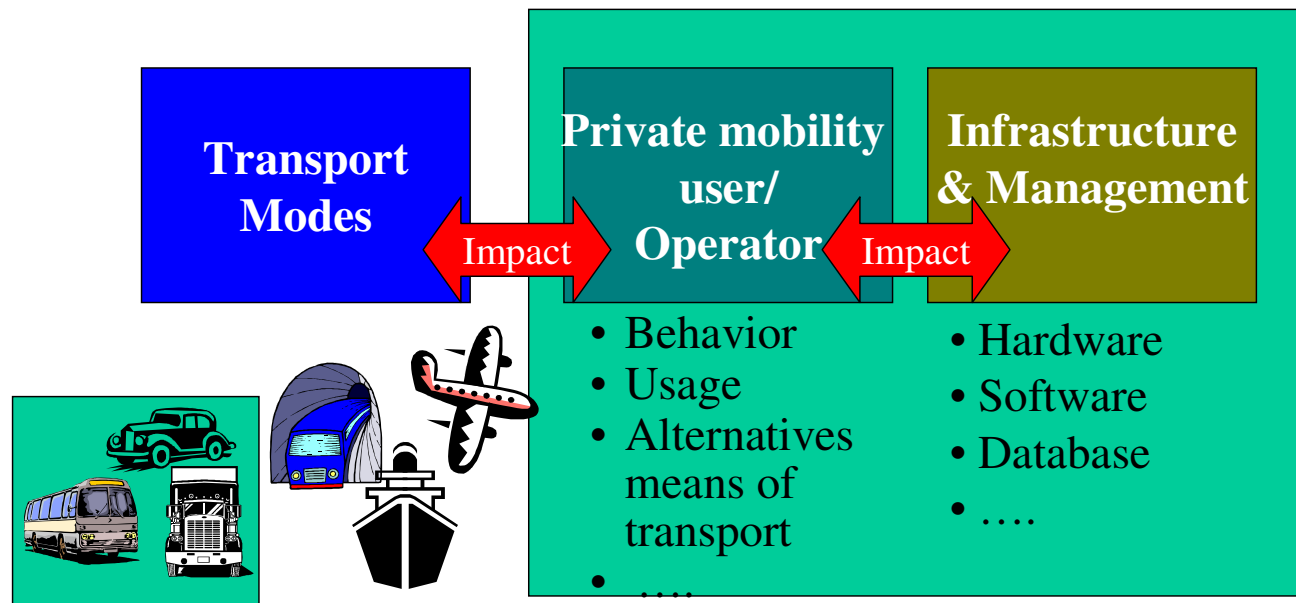 Transport
Modes
Impact
Private mobility
user/
Operator
Impact
Infrastructure
& Management
• Behavior
• Usage
• Alternatives
means of
transport
• ....
• Hardware
• Software
• Database
• ....